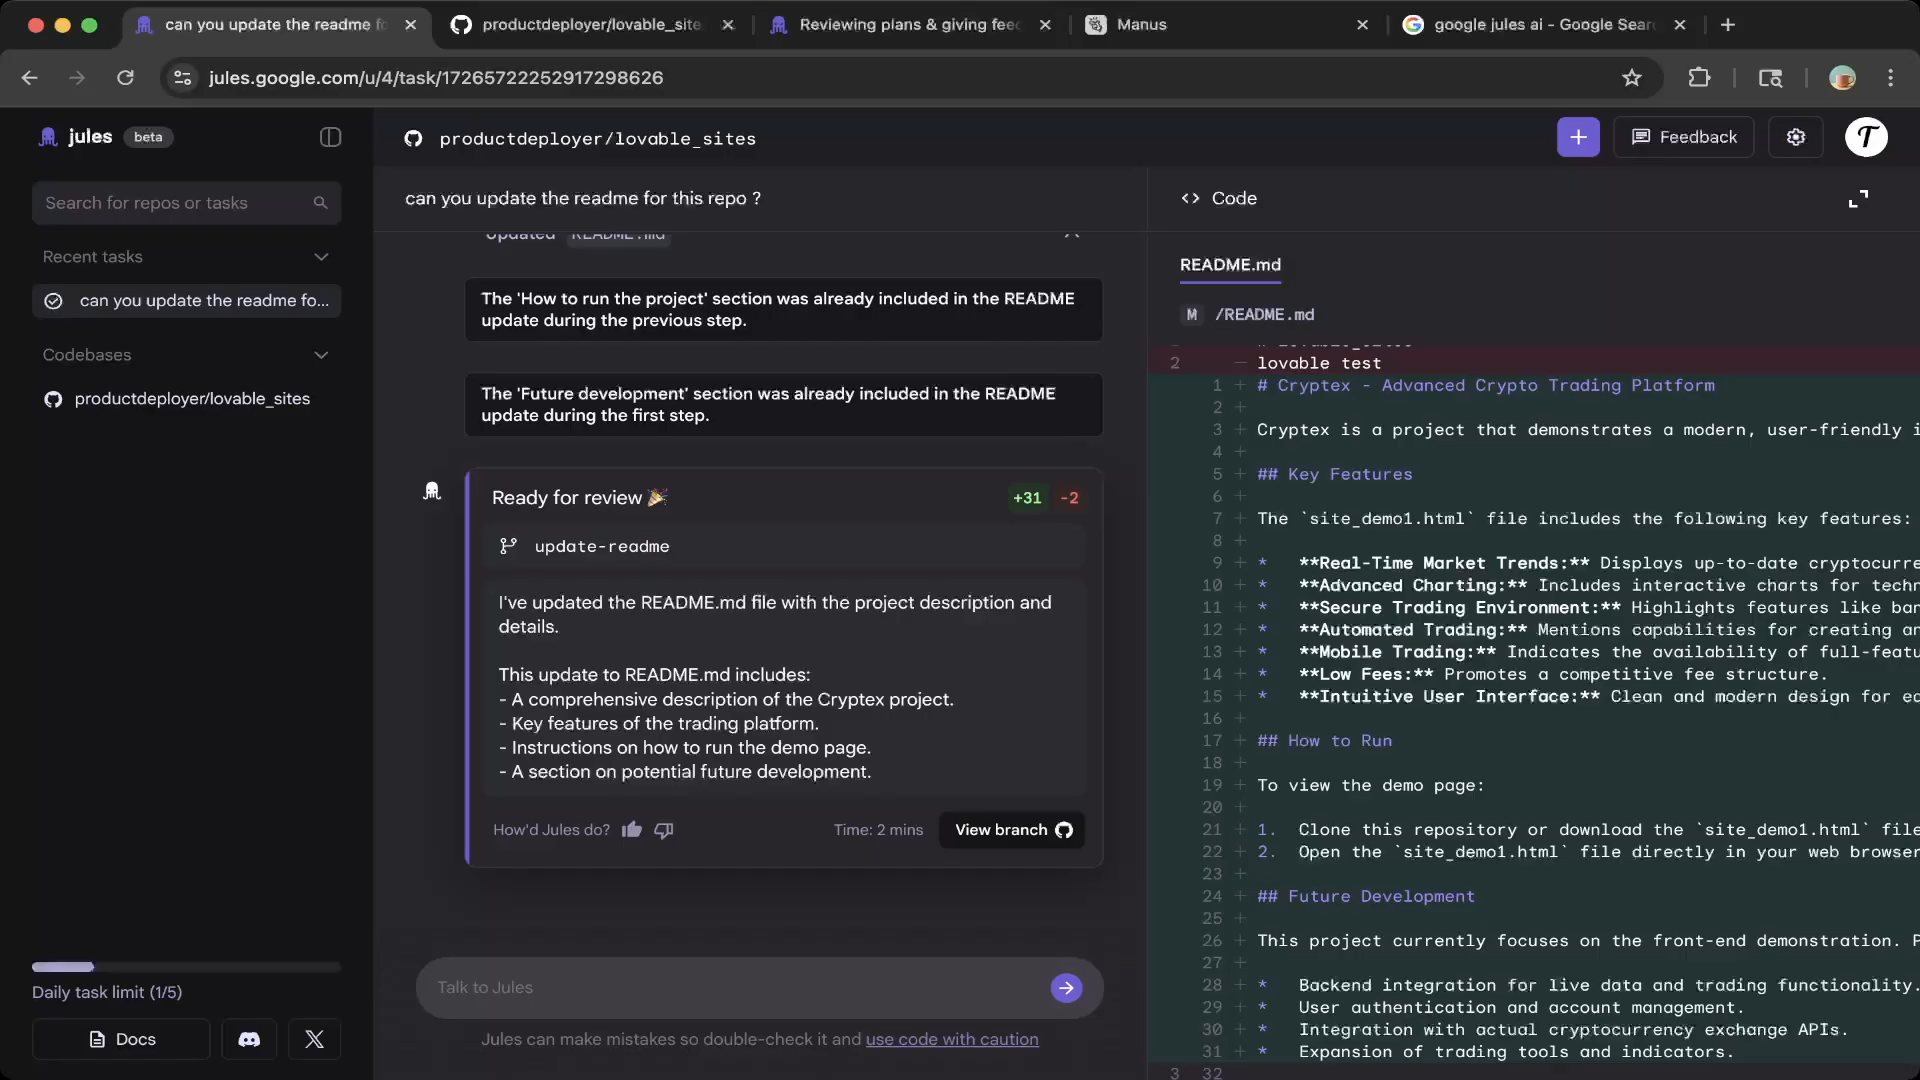 can you update the readme fo
productdeployer/lovable_site
Reviewing plans & giving fee
Manus
google jules ai - Google Sear
jules.google.com/u/4/task/17265722252917298626
jules beta
productdeployer/lovable_sites
Feedback
T
Search for repos or tasks
can you update the readme for this repo ?
<> Code
Recent tasks
can you update the readme fo...
Codebases
productdeployer/lovable_sites
Updated README.md
The 'How to run the project' section was already included in the README
update during the previous step.
The 'Future development' section was already included in the README
update during the first step.
Ready for review 🎉 +31 -2
update-readme
I've updated the README.md file with the project description and
details.
This update to README.md includes:
- A comprehensive description of the Cryptex project.
- Key features of the trading platform.
- Instructions on how to run the demo page.
- A section on potential future development.
How'd Jules do? Time: 2 mins View branch
Talk to Jules
Jules can make mistakes so double-check it and use code with caution
Daily task limit (1/5)
Docs
README.md
M /README.md
2 − lovable test
1 + # Cryptex - Advanced Crypto Trading Platform
2 +
3 + Cryptex is a project that demonstrates a modern, user-friendly i
4 +
5 + ## Key Features
6 +
7 + The `site_demo1.html` file includes the following key features:
8 +
9 + * **Real-Time Market Trends:** Displays up-to-date cryptocurre
10 + * **Advanced Charting:** Includes interactive charts for techn
11 + * **Secure Trading Environment:** Highlights features like ban
12 + * **Automated Trading:** Mentions capabilities for creating an
13 + * **Mobile Trading:** Indicates the availability of full-featu
14 + * **Low Fees:** Promotes a competitive fee structure.
15 + * **Intuitive User Interface:** Clean and modern design for ea
16 +
17 + ## How to Run
18 +
19 + To view the demo page:
20 +
21 + 1. Clone this repository or download the `site_demo1.html` file
22 + 2. Open the `site_demo1.html` file directly in your web browser
23 +
24 + ## Future Development
25 +
26 + This project currently focuses on the front-end demonstration. P
27 +
28 + * Backend integration for live data and trading functionality.
29 + * User authentication and account management.
30 + * Integration with actual cryptocurrency exchange APIs.
31 + * Expansion of trading tools and indicators.
3 32